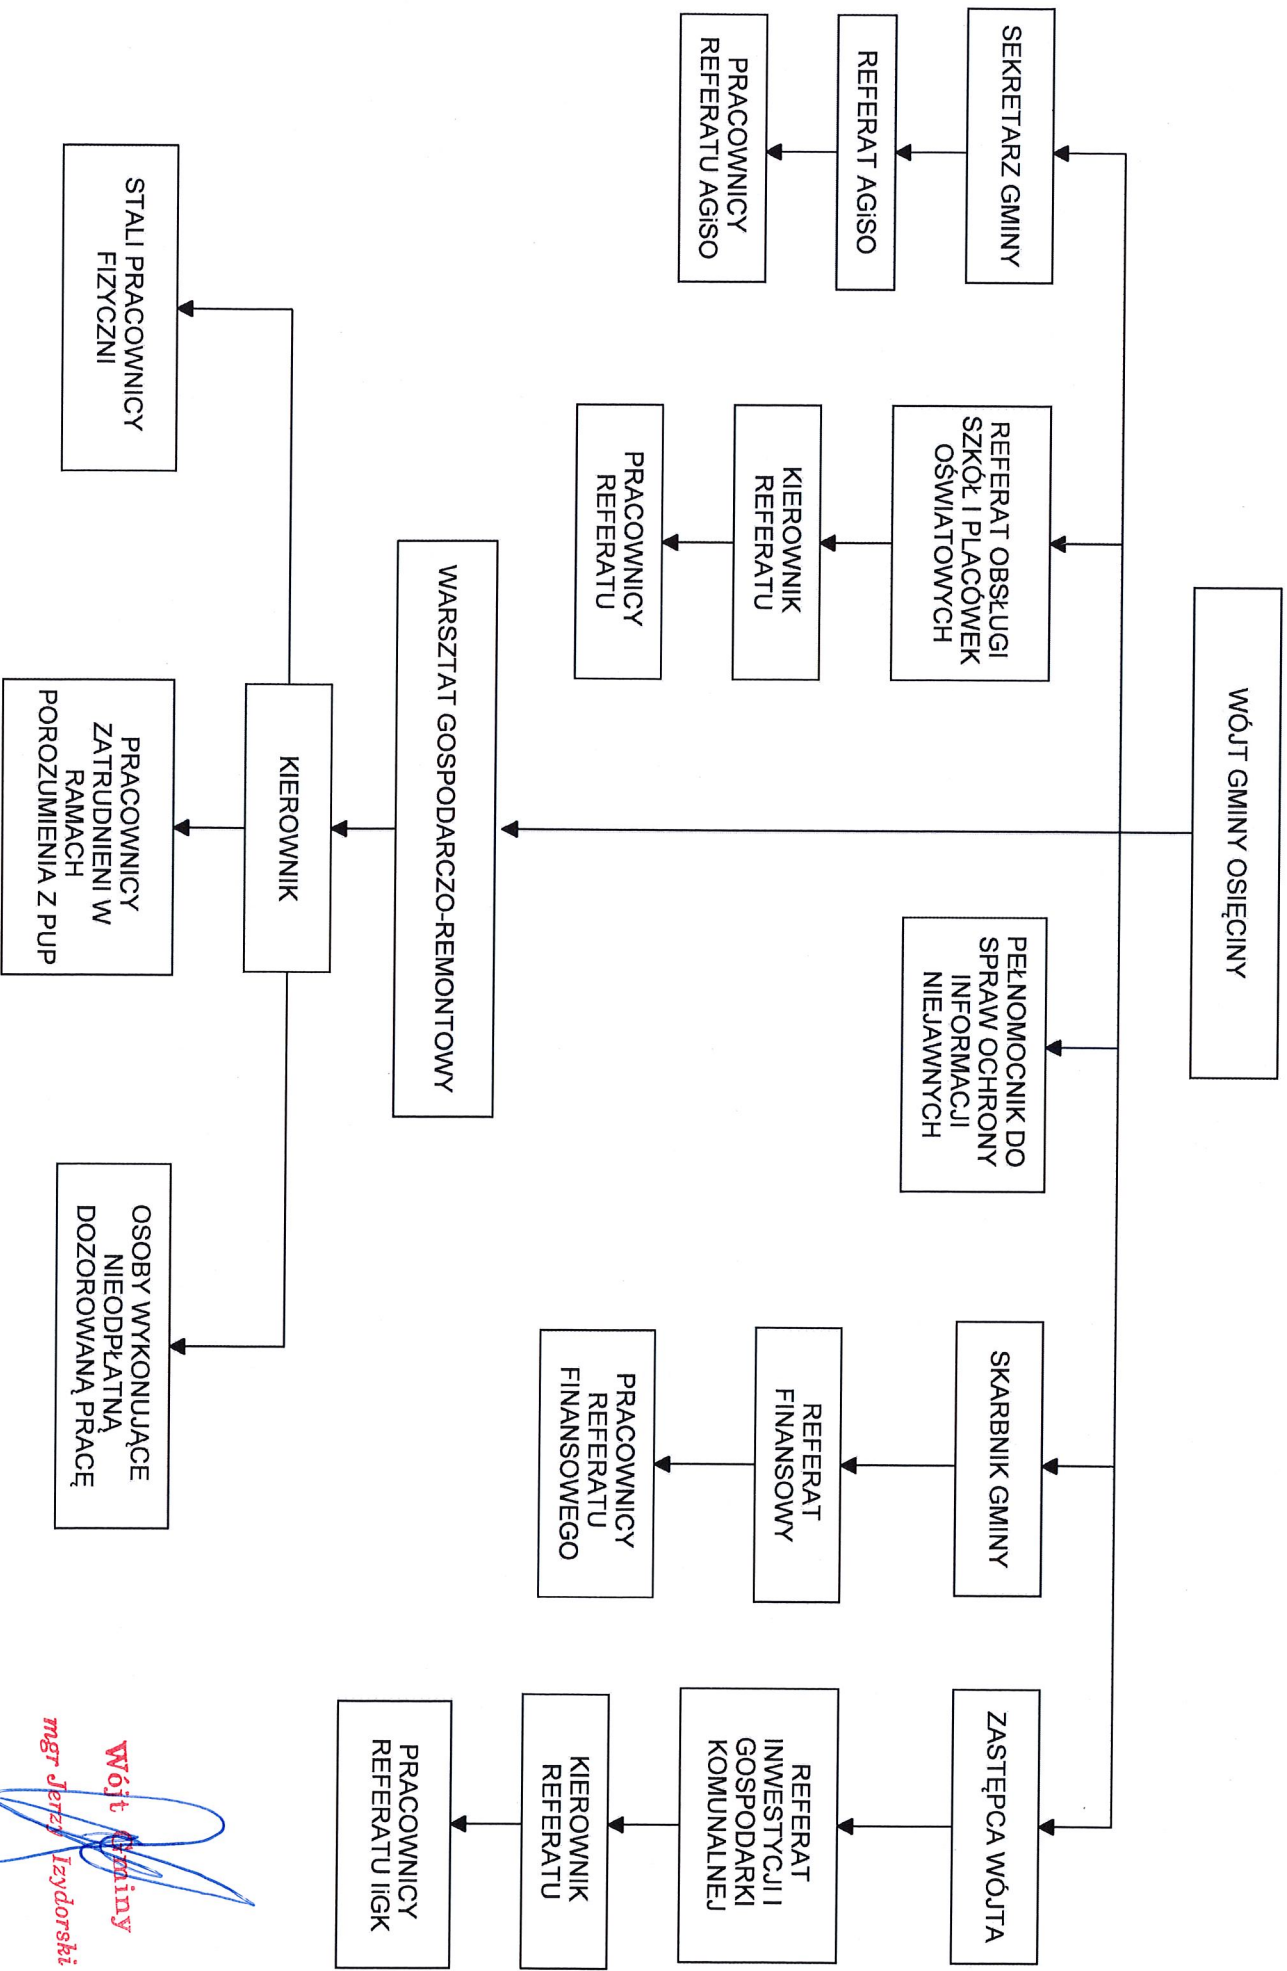 WÓJT GMINY OSIĘCINY
SEKRETARZ GMINY
REFERAT AGiSO
PRACOWNICY
REFERATU AGiSO
REFERAT OBSŁUGI
SZKÓŁ I PLACÓWEK
OŚWIATOWYCH
KIEROWNIK
REFERATU
PRACOWNICY
REFERATU
PEŁNOMOCNIK DO
SPRAW OCHRONY
INFORMACJI
NIEJAWNYCH
SKARBNIK GMINY
REFERAT
FINANSOWY
PRACOWNICY
REFERATU
FINANSOWEGO
ZASTĘPCA WÓJTA
REFERAT
INWESTYCJI I
GOSPODARKI
KOMUNALNEJ
KIEROWNIK
REFERATU
PRACOWNICY
REFERATU IiGK
WARSZTAT GOSPODARCZO-REMONTOWY
KIEROWNIK
STALI PRACOWNICY
FIZYCZNI
PRACOWNICY
ZATRUDNIENI W
RAMACH
POROZUMIENIA Z PUP
OSOBY WYKONUJĄCE
NIEODPŁATNĄ
DOZOROWANĄ PRACĘ
Wójt Gminy
mgr Jerzy Izydorski